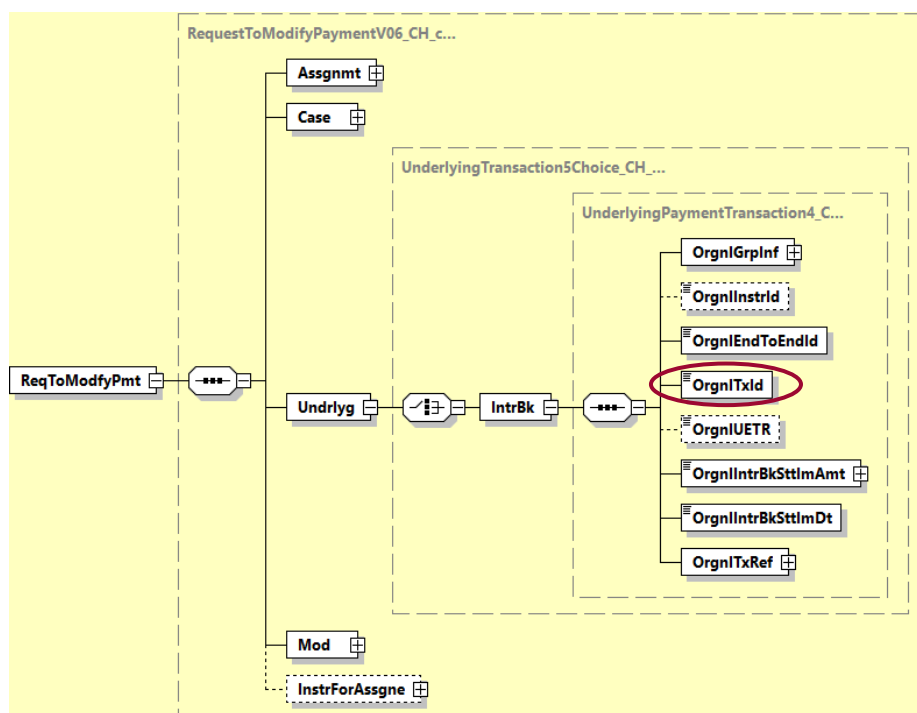 RequestToModifyPaymentV06_CH_c...
Assgnmt
Case
UnderlyingTransaction5Choice_CH_...
UnderlyingPaymentTransaction4_C...
OrgnlGrpInf
OrgnlInstrId
OrgnlEndToEndId
OrgnlTxId
ReqToModfyPmt
Undrlyg
IntrBk
OrgnlUETR
OrgnlIntrBkSttlmAmt
OrgnlIntrBkSttlmDt
OrgnlTxRef
Mod
InstrForAssgne